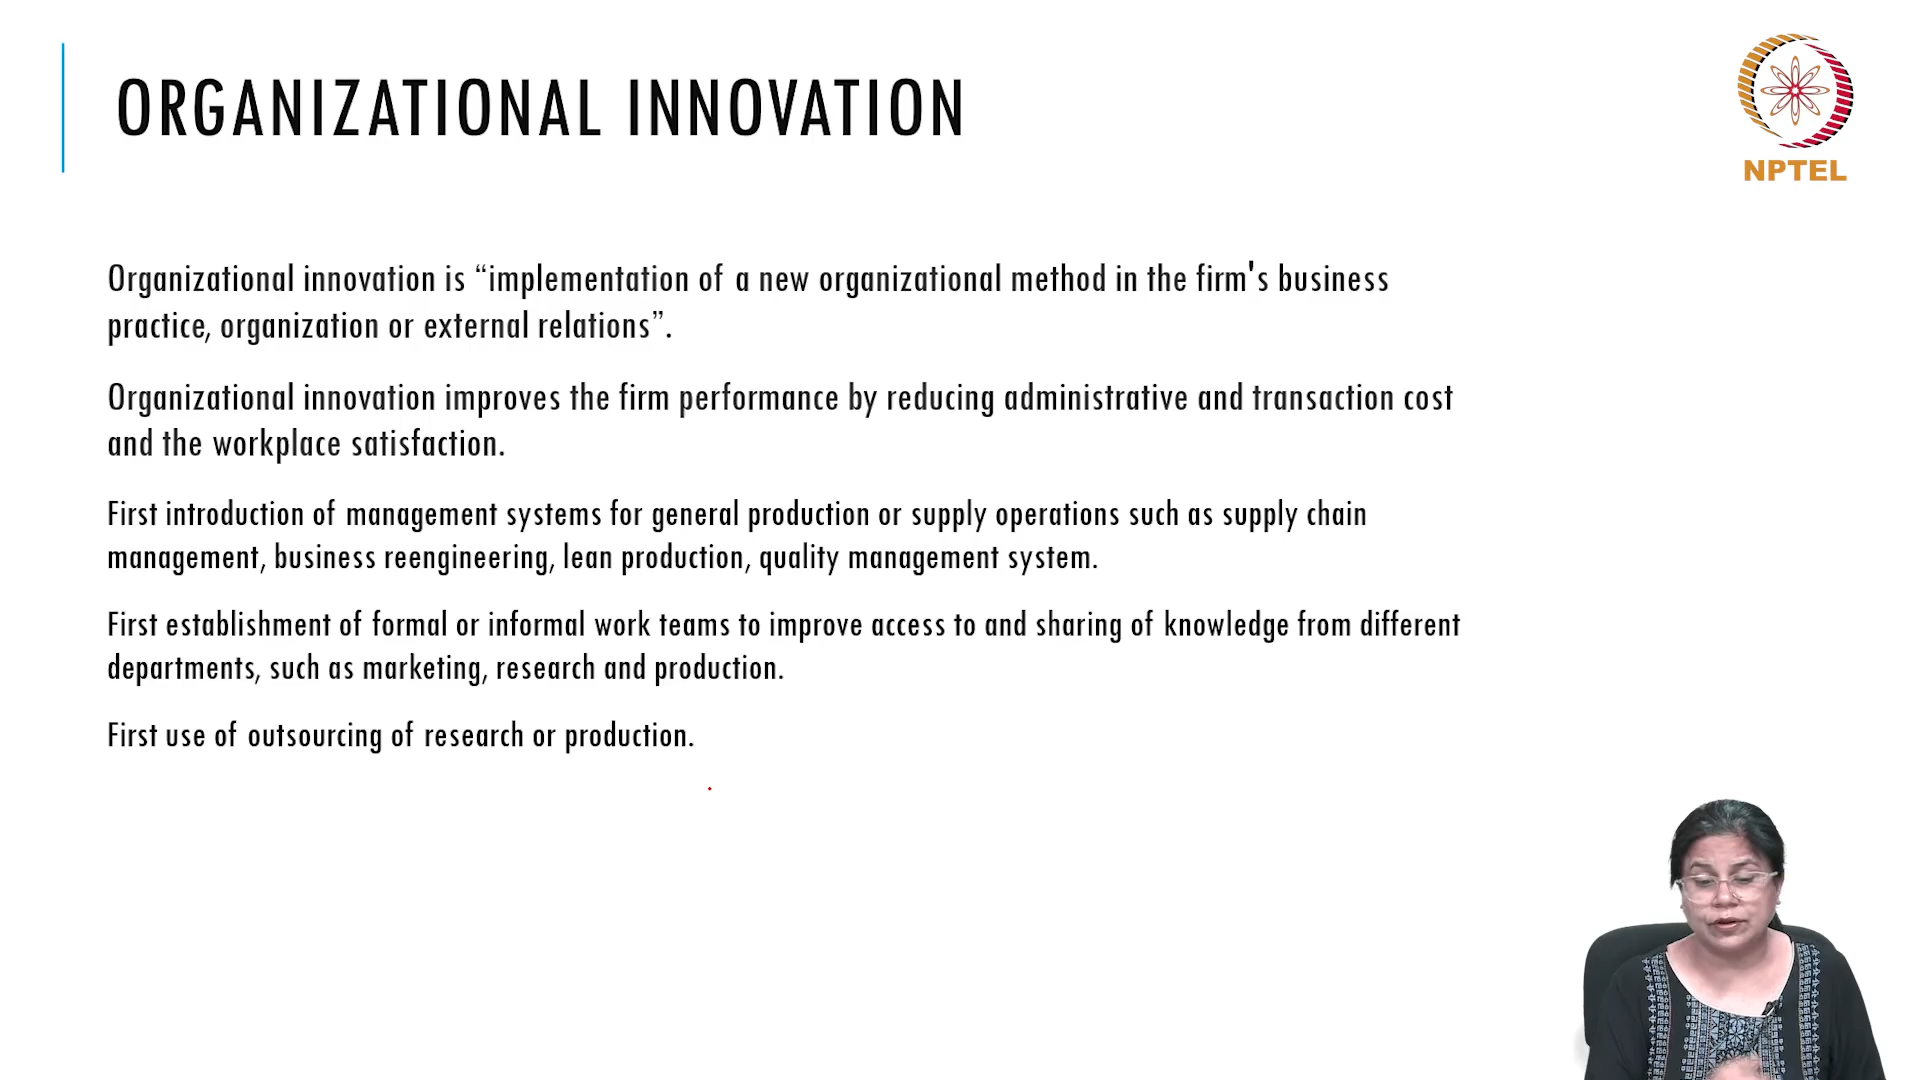 ORGANIZATIONAL INNOVATION
NPTEL
Organizational innovation is “implementation of a new organizational method in the firm's business
practice, organization or external relations”.
Organizational innovation improves the firm performance by reducing administrative and transaction cost
and the workplace satisfaction.
First introduction of management systems for general production or supply operations such as supply chain
management, business reengineering, lean production, quality management system.
First establishment of formal or informal work teams to improve access to and sharing of knowledge from different
departments, such as marketing, research and production.
First use of outsourcing of research or production.